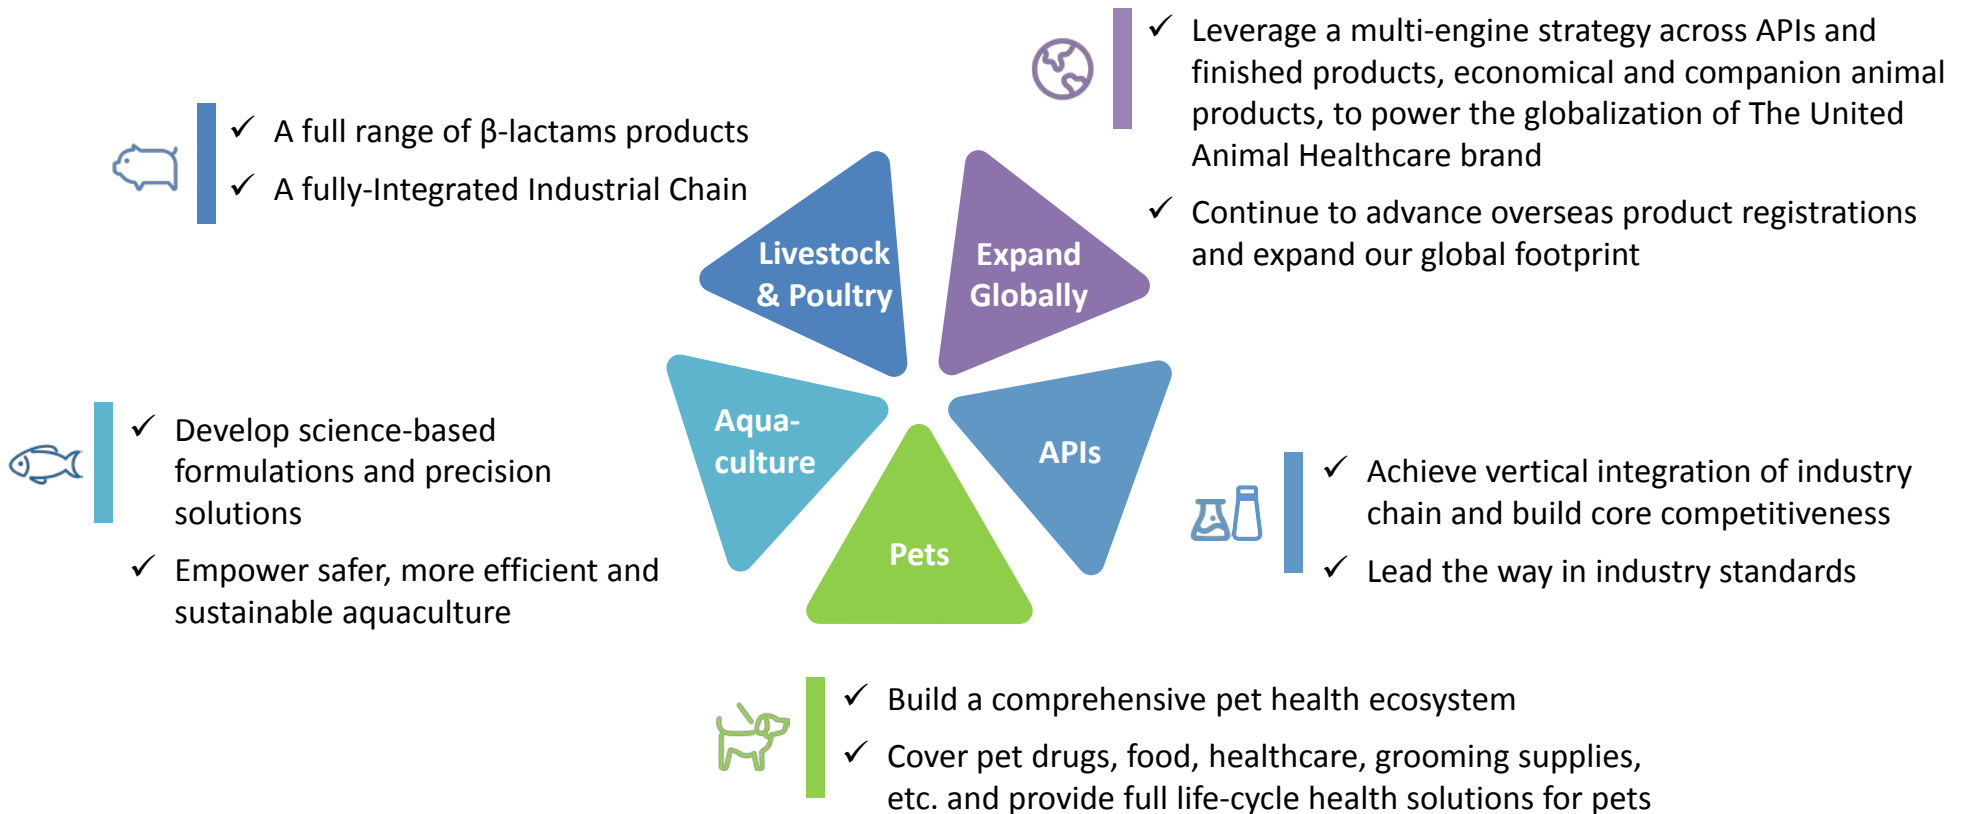 A full range of β-lactams products
A fully-Integrated Industrial Chain
Leverage a multi-engine strategy across APIs and
finished products, economical and companion animal
products, to power the globalization of The United
Animal Healthcare brand
Continue to advance overseas product registrations
and expand our global footprint
Livestock
& Poultry
Expand
Globally
Aqua-
culture
APIs
Pets
Develop science-based
formulations and precision
solutions
Empower safer, more efficient and
sustainable aquaculture
Achieve vertical integration of industry
chain and build core competitiveness
Lead the way in industry standards
Build a comprehensive pet health ecosystem
Cover pet drugs, food, healthcare, grooming supplies,
etc. and provide full life-cycle health solutions for pets